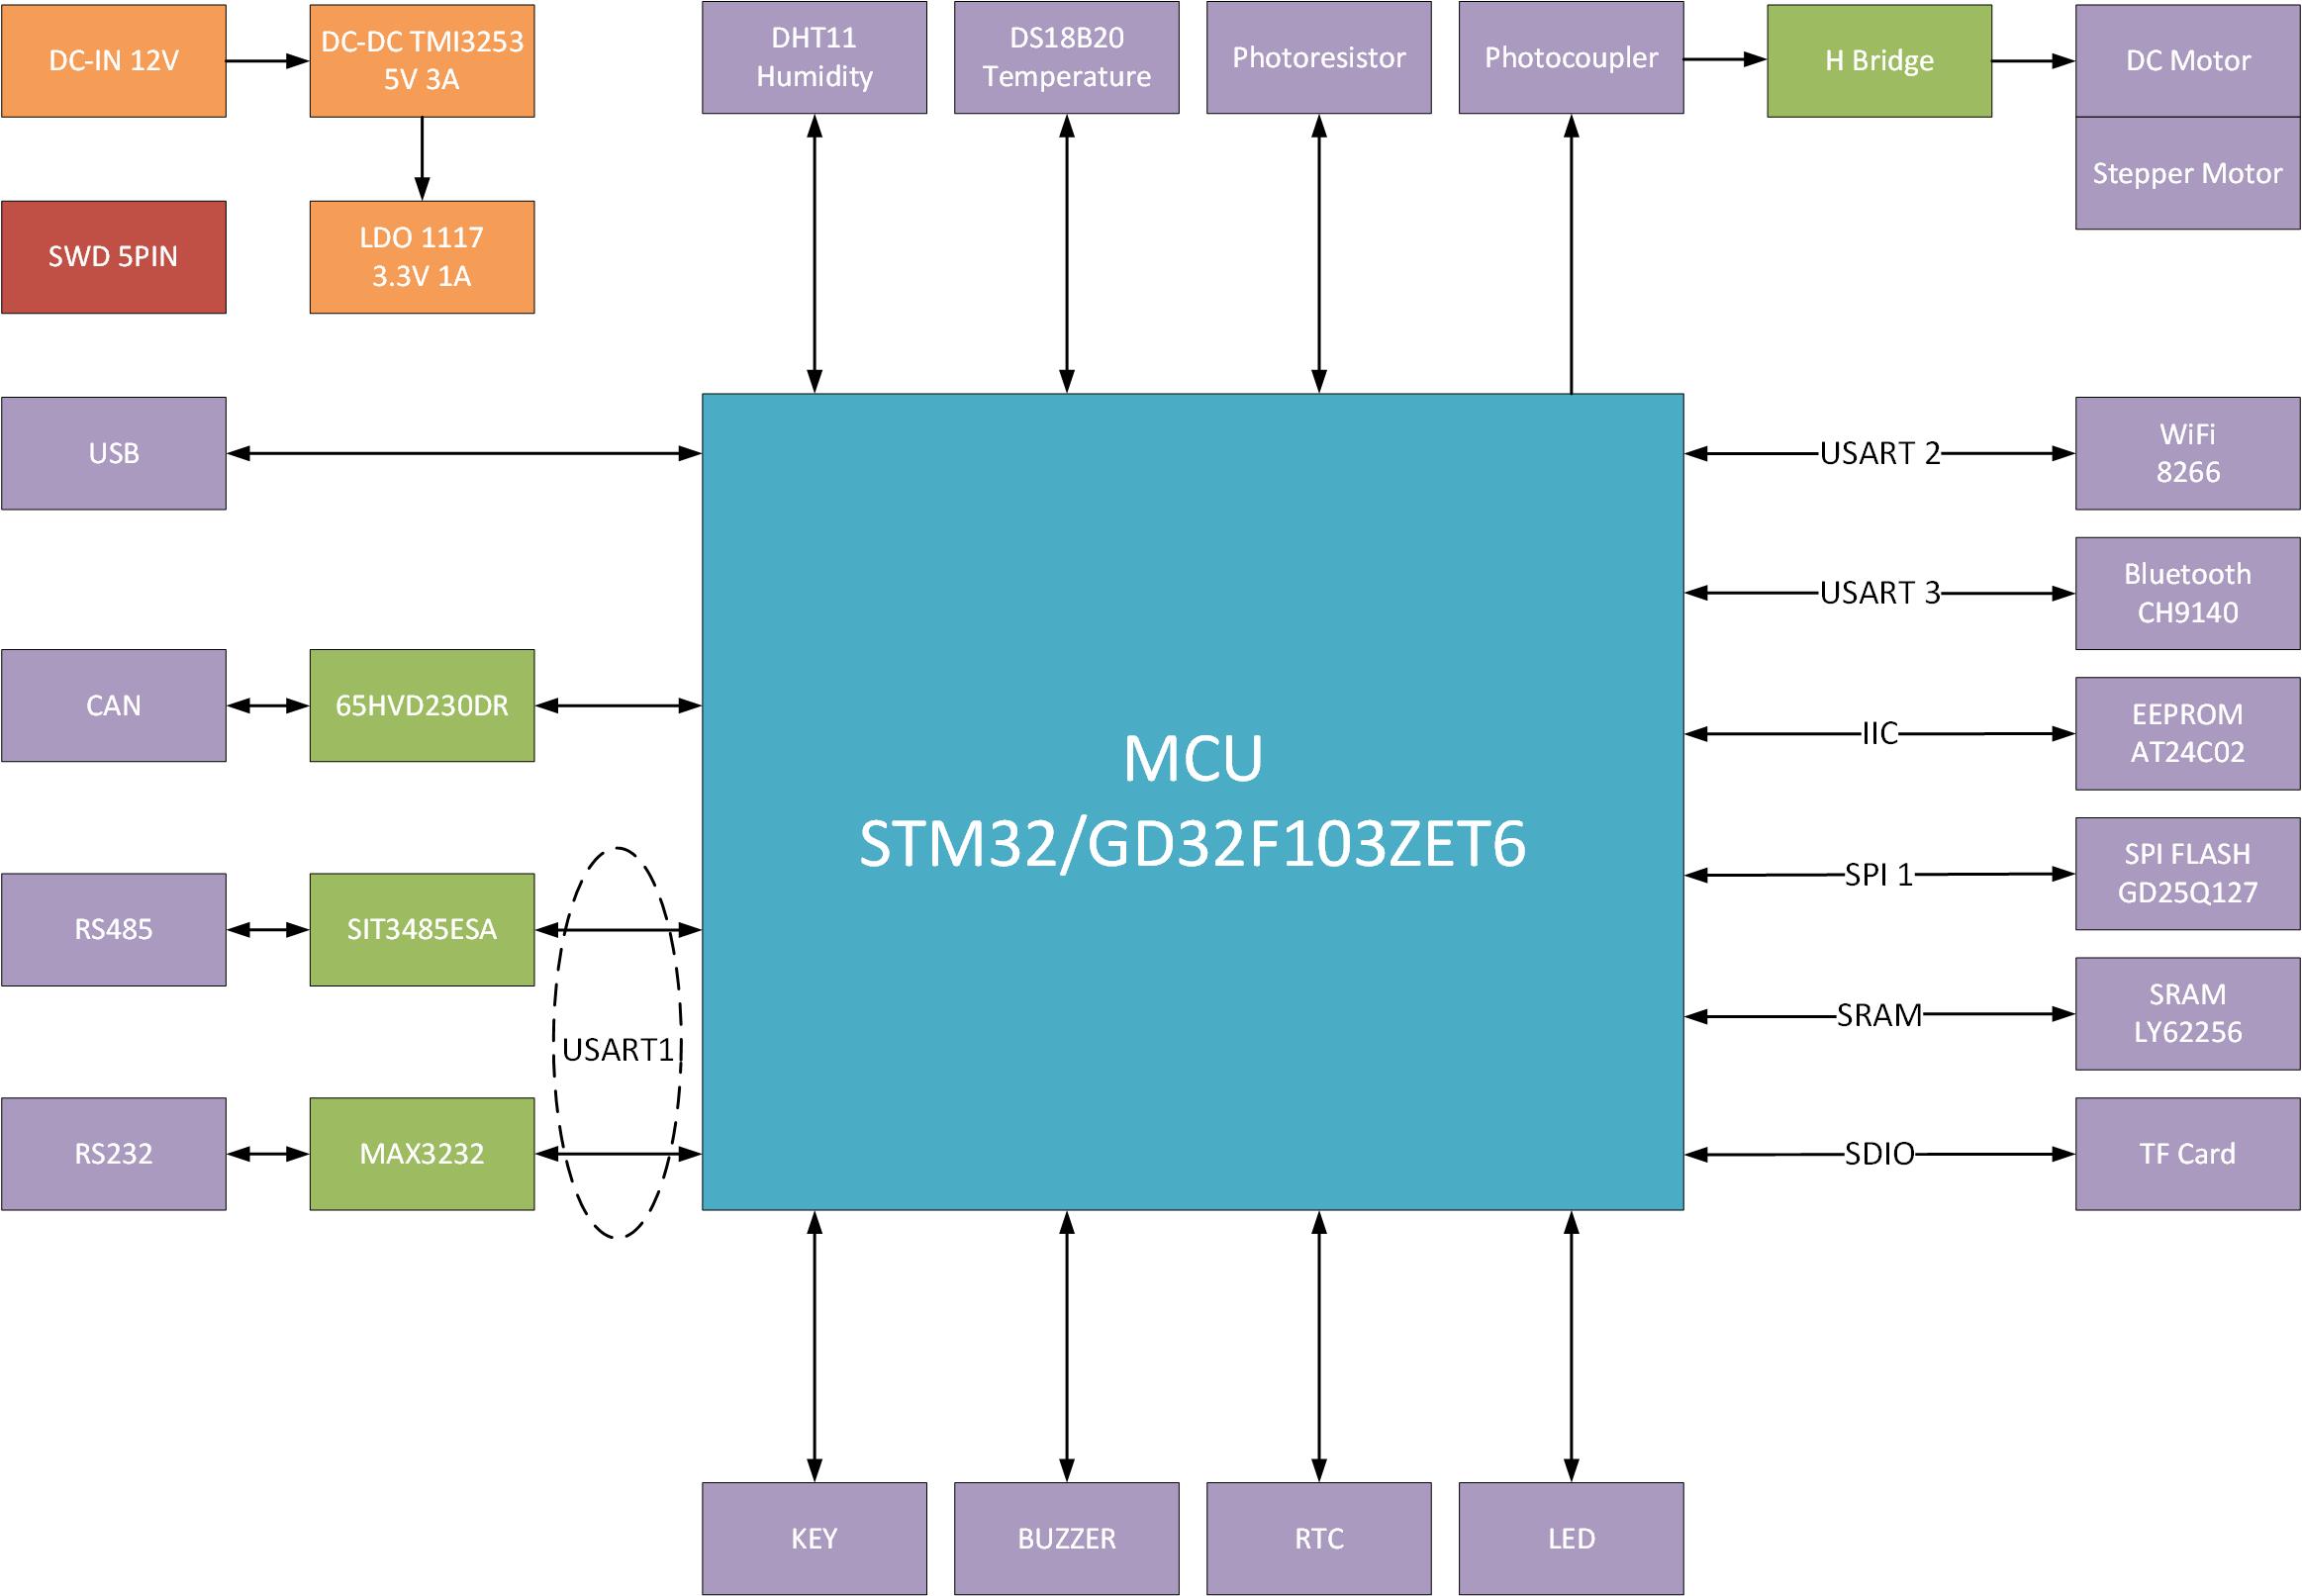 DC-IN 12V
DC-DC TMI3253
5V 3A
DHT11
Humidity
DS18B20
Temperature
Photoresistor
Photocoupler
H Bridge
DC Motor
Stepper Motor
SWD 5PIN
LDO 1117
3.3V 1A
USB
USART 2
WiFi
8266
USART 3
Bluetooth
CH9140
CAN
65HVD230DR
IIC
EEPROM
AT24C02
MCU
STM32/GD32F103ZET6
SPI 1
SPI FLASH
GD25Q127
RS485
SIT3485ESA
SRAM
SRAM
LY62256
USART1
RS232
MAX3232
SDIO
TF Card
KEY
BUZZER
RTC
LED